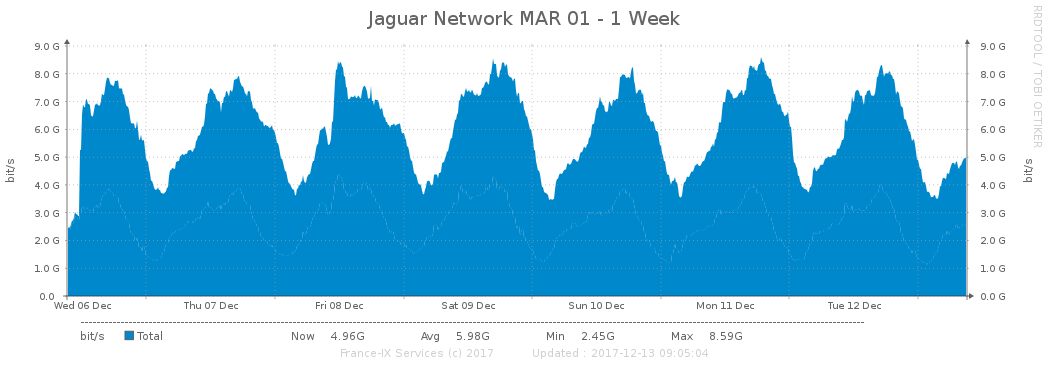 Jaguar Network MAR 01 - 1 Week
RRDTOOL / TOBI OETIKER
bit/s
bit/s
9.0 G 9.0 G
8.0 G 8.0 G
7.0 G 7.0 G
6.0 G 6.0 G
5.0 G 5.0 G
4.0 G 4.0 G
3.0 G 3.0 G
2.0 G 2.0 G
1.0 G 1.0 G
0.0 0.0 G
Wed 06 Dec Thu 07 Dec Fri 08 Dec Sat 09 Dec Sun 10 Dec Mon 11 Dec Tue 12 Dec
bit/s Total Now 4.96G Avg 5.98G Min 2.45G Max 8.59G
France-IX Services (c) 2017 Updated : 2017-12-13 09:05:04